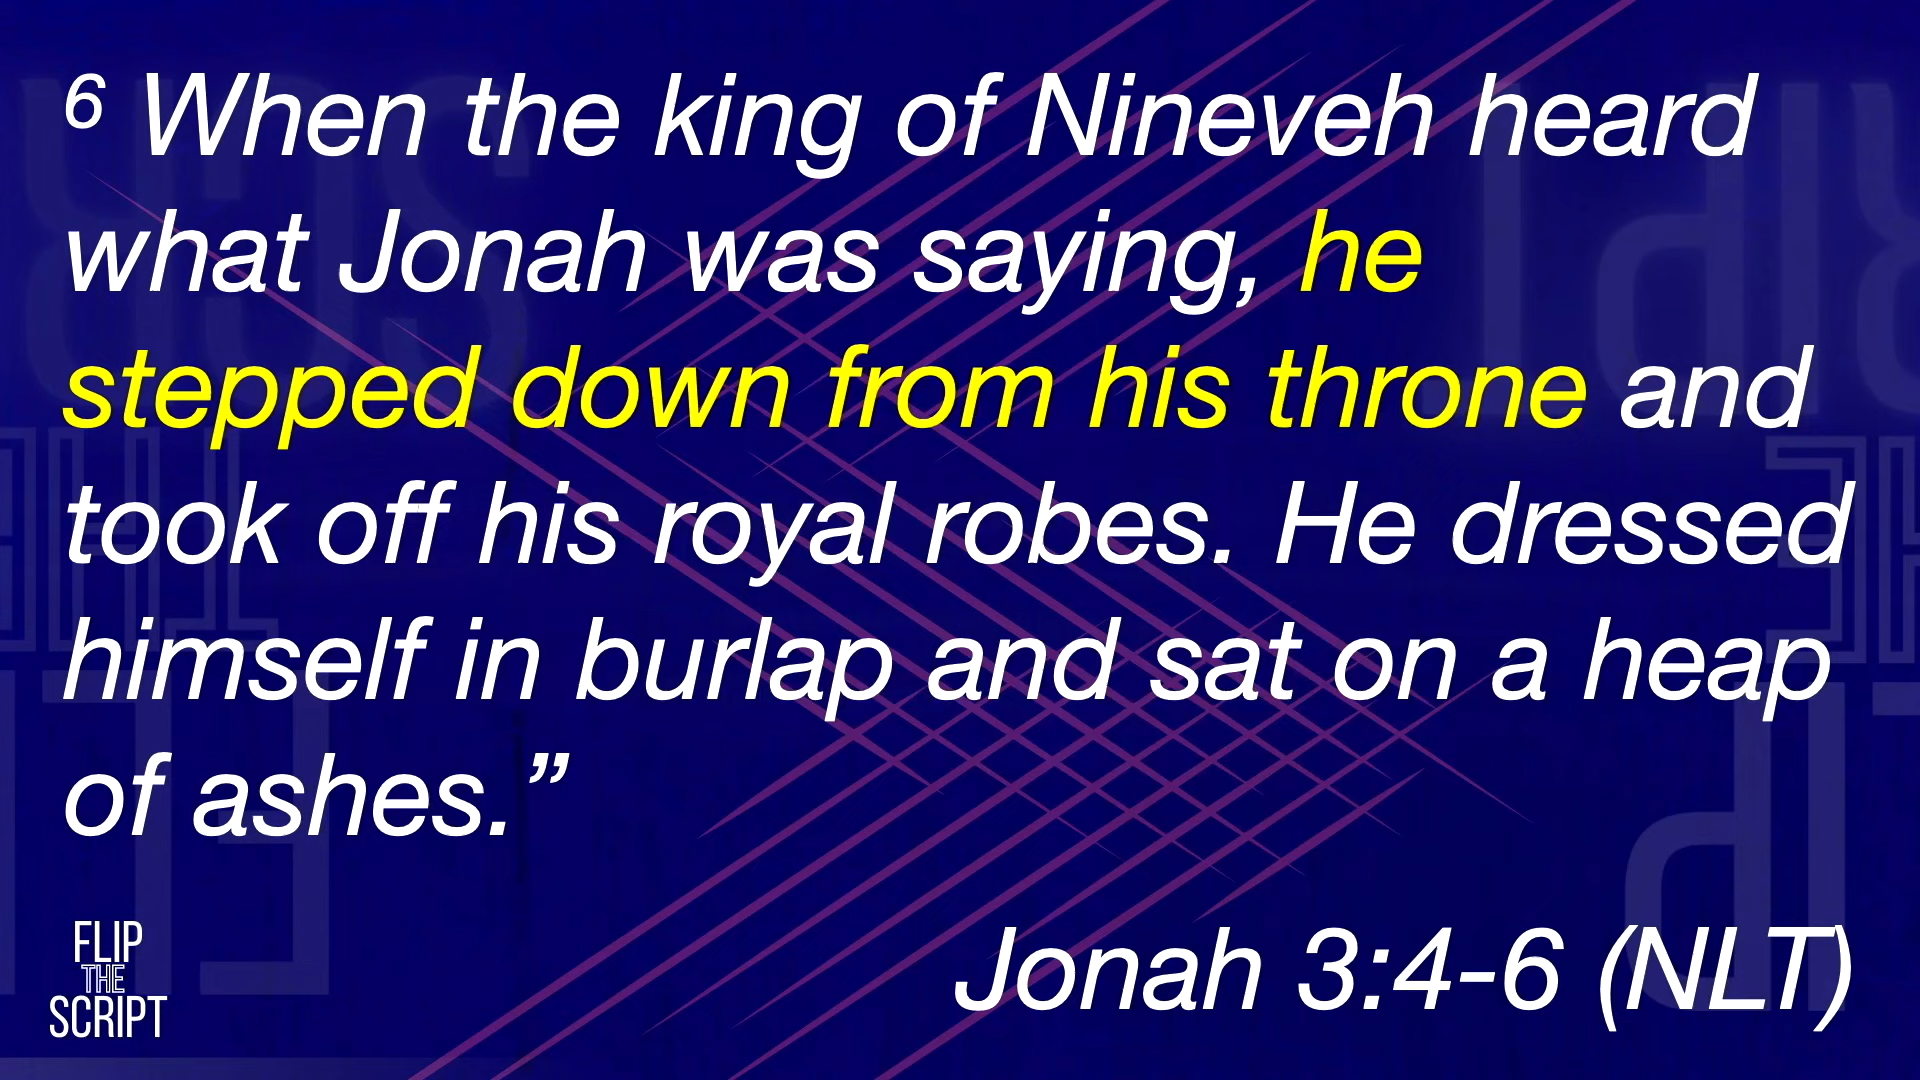 ⁶ When the king of Nineveh heard
what Jonah was saying, he
stepped down from his throne and
took off his royal robes. He dressed
himself in burlap and sat on a heap
of ashes.”
Jonah 3:4-6 (NLT)
FLIP
THE
SCRIPT